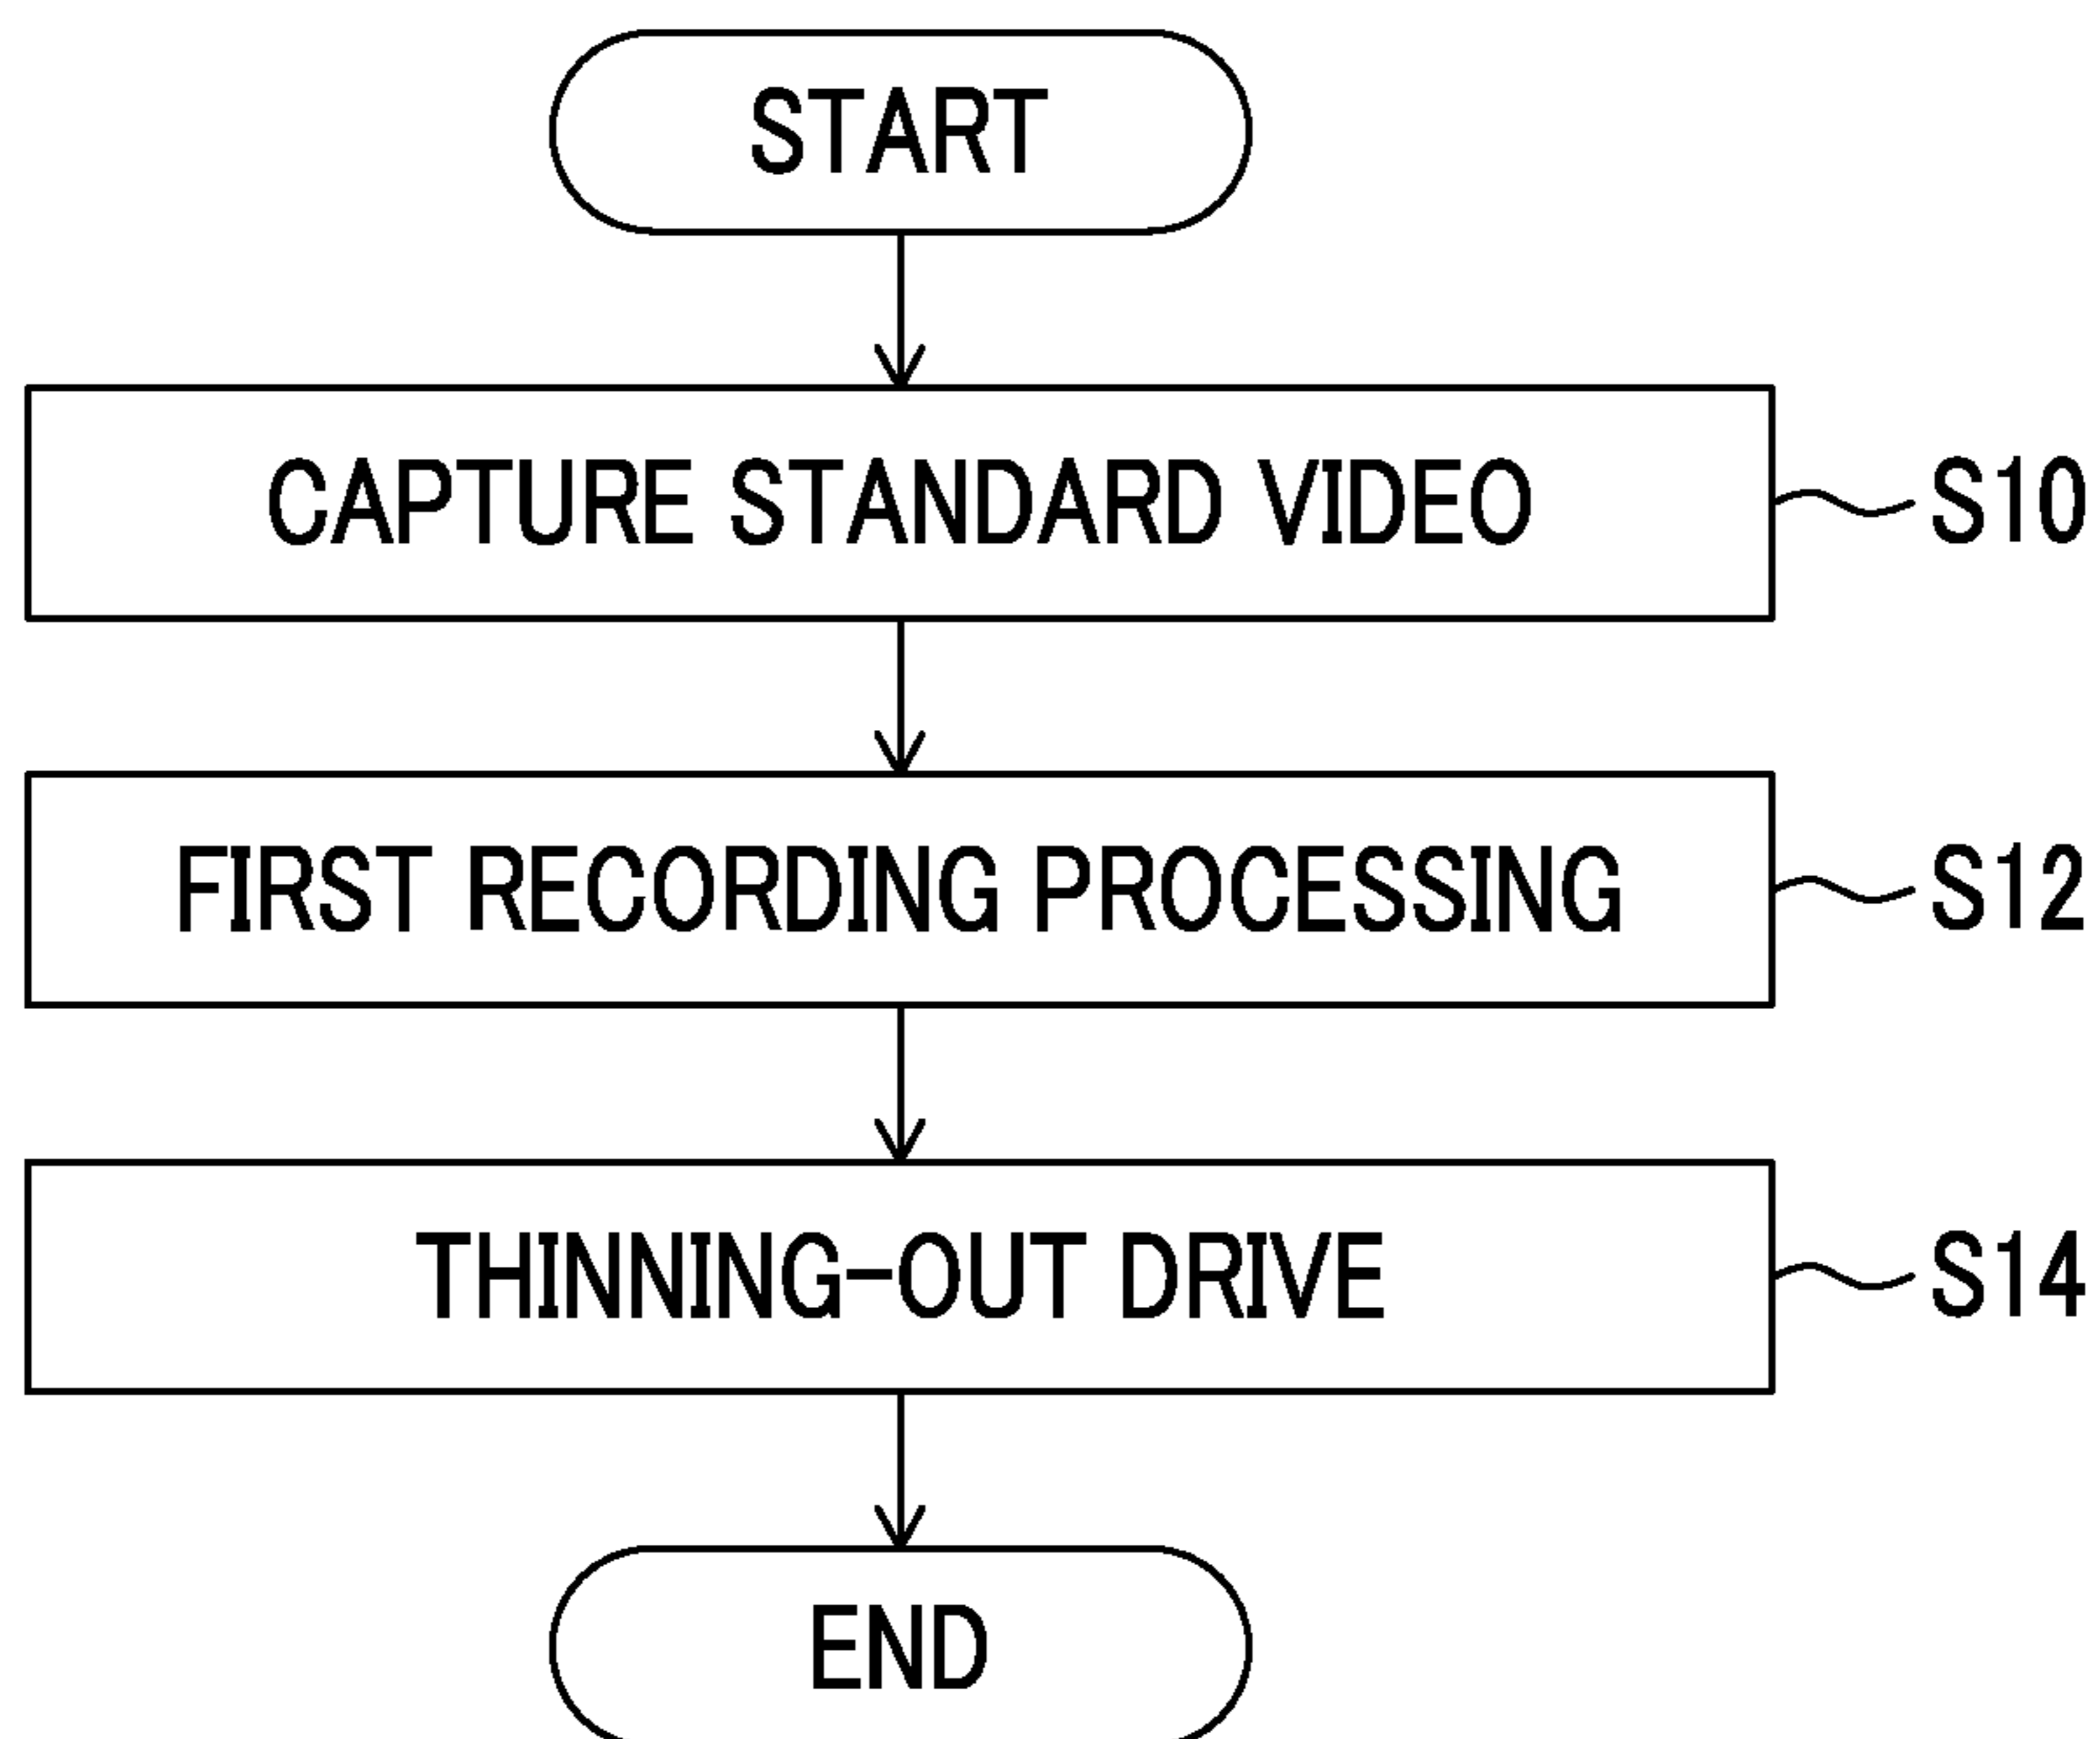 START
CAPTURE STANDARD VIDEO
S10
FIRST RECORDING PROCESSING
S12
THINNING-OUT DRIVE
S14
END